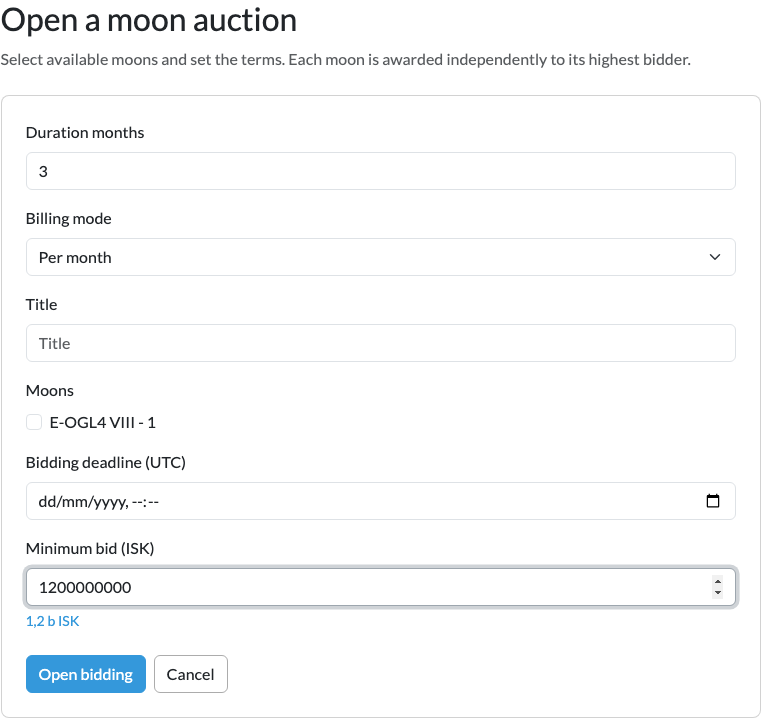 Open a moon auction
Select available moons and set the terms. Each moon is awarded independently to its highest bidder.
Duration months
3
Billing mode
Per month
Title
Title
Moons
E-OGL4 VIII - 1
Bidding deadline (UTC)
dd/mm/yyyy, --:--
Minimum bid (ISK)
1200000000
1,2 b ISK
Open bidding
Cancel